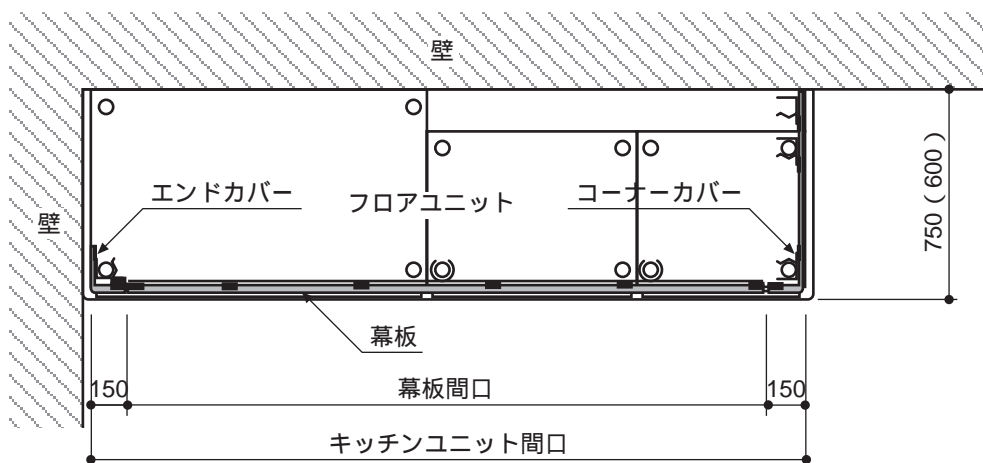 壁
エンドカバー
フロアユニット
コーナーカバー
壁
750(600)
幕板
150
幕板間口
150
キッチンユニット間口